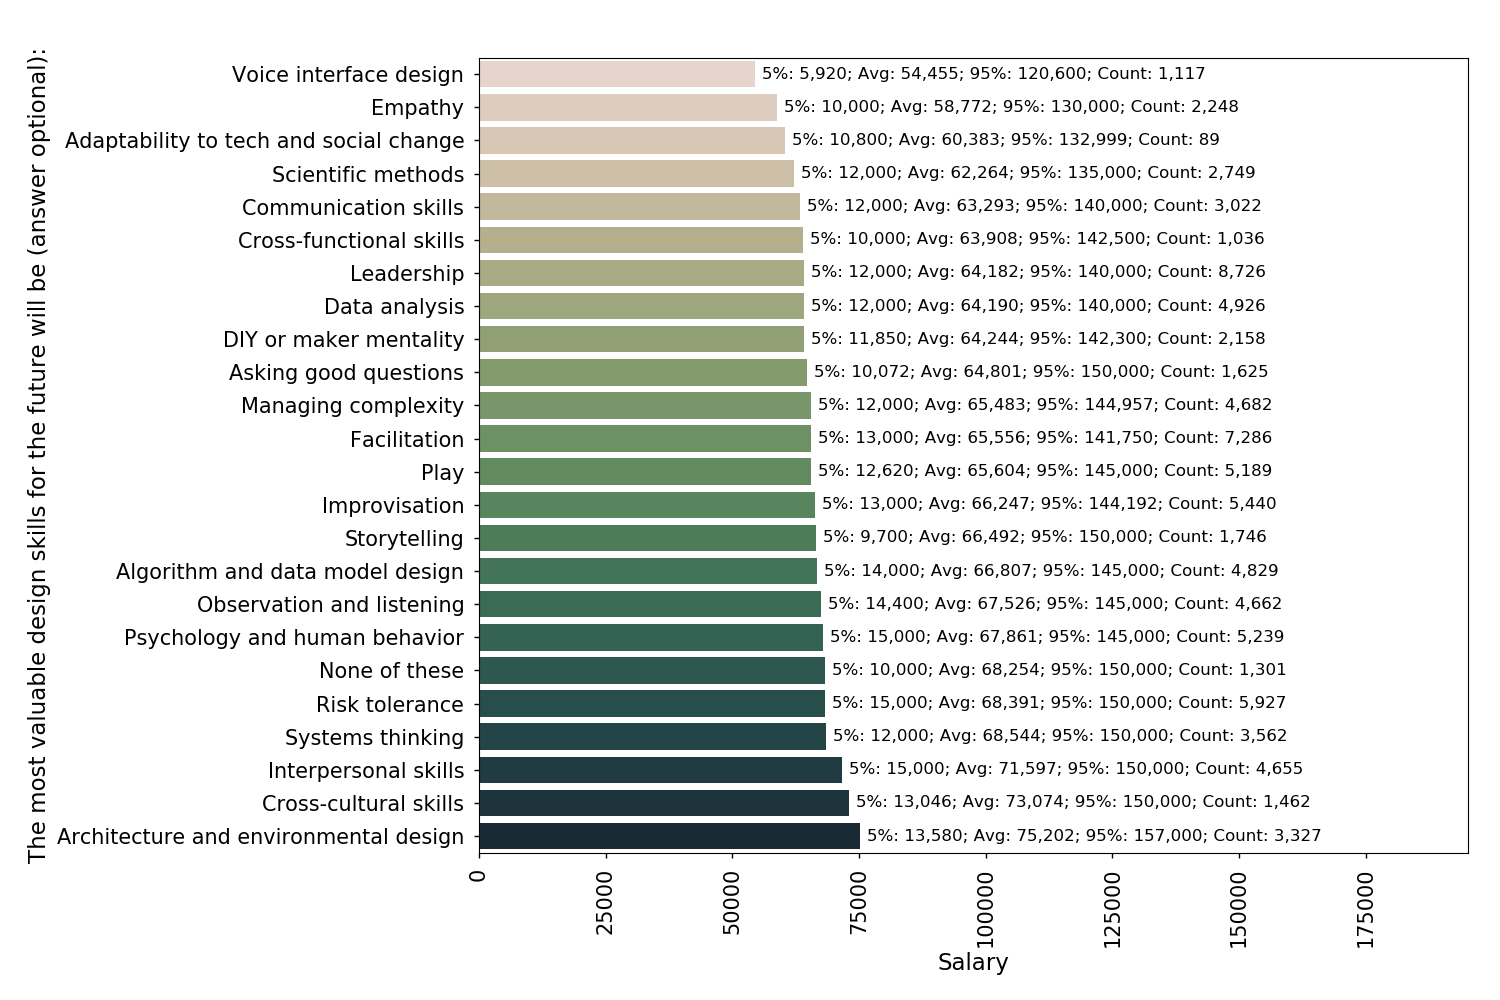 The most valuable design skills for the future will be (answer optional):
Voice interface design 5%: 5,920; Avg: 54,455; 95%: 120,600; Count: 1,117
Empathy 5%: 10,000; Avg: 58,772; 95%: 130,000; Count: 2,248
Adaptability to tech and social change 5%: 10,800; Avg: 60,383; 95%: 132,999; Count: 89
Scientific methods 5%: 12,000; Avg: 62,264; 95%: 135,000; Count: 2,749
Communication skills 5%: 12,000; Avg: 63,293; 95%: 140,000; Count: 3,022
Cross-functional skills 5%: 10,000; Avg: 63,908; 95%: 142,500; Count: 1,036
Leadership 5%: 12,000; Avg: 64,182; 95%: 140,000; Count: 8,726
Data analysis 5%: 12,000; Avg: 64,190; 95%: 140,000; Count: 4,926
DIY or maker mentality 5%: 11,850; Avg: 64,244; 95%: 142,300; Count: 2,158
Asking good questions 5%: 10,072; Avg: 64,801; 95%: 150,000; Count: 1,625
Managing complexity 5%: 12,000; Avg: 65,483; 95%: 144,957; Count: 4,682
Facilitation 5%: 13,000; Avg: 65,556; 95%: 141,750; Count: 7,286
Play 5%: 12,620; Avg: 65,604; 95%: 145,000; Count: 5,189
Improvisation 5%: 13,000; Avg: 66,247; 95%: 144,192; Count: 5,440
Storytelling 5%: 9,700; Avg: 66,492; 95%: 150,000; Count: 1,746
Algorithm and data model design 5%: 14,000; Avg: 66,807; 95%: 145,000; Count: 4,829
Observation and listening 5%: 14,400; Avg: 67,526; 95%: 145,000; Count: 4,662
Psychology and human behavior 5%: 15,000; Avg: 67,861; 95%: 145,000; Count: 5,239
None of these 5%: 10,000; Avg: 68,254; 95%: 150,000; Count: 1,301
Risk tolerance 5%: 15,000; Avg: 68,391; 95%: 150,000; Count: 5,927
Systems thinking 5%: 12,000; Avg: 68,544; 95%: 150,000; Count: 3,562
Interpersonal skills 5%: 15,000; Avg: 71,597; 95%: 150,000; Count: 4,655
Cross-cultural skills 5%: 13,046; Avg: 73,074; 95%: 150,000; Count: 1,462
Architecture and environmental design 5%: 13,580; Avg: 75,202; 95%: 157,000; Count: 3,327
0 25000 50000 75000 100000 125000 150000 175000
Salary